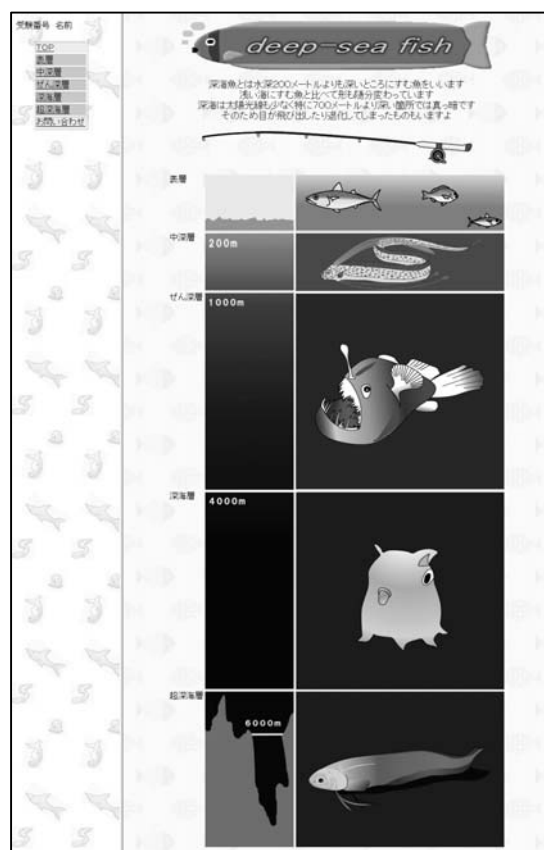 受験番号 名前
TOP
表層
中深層
ぜん深層
深海層
超深海層
お問い合わせ
deep-sea fish
深海魚とは水深200メートルよりも深いところにすむ魚をいいます
浅い海にすむ魚と比べて形も随分変わっています
深海は太陽光線も少なく特に700メートルより深い箇所では真っ暗です
そのため目が飛び出したり退化してしまったものもいますよ
表層
中深層
200m
ぜん深層
1000m
深海層
4000m
超深海層
6000m